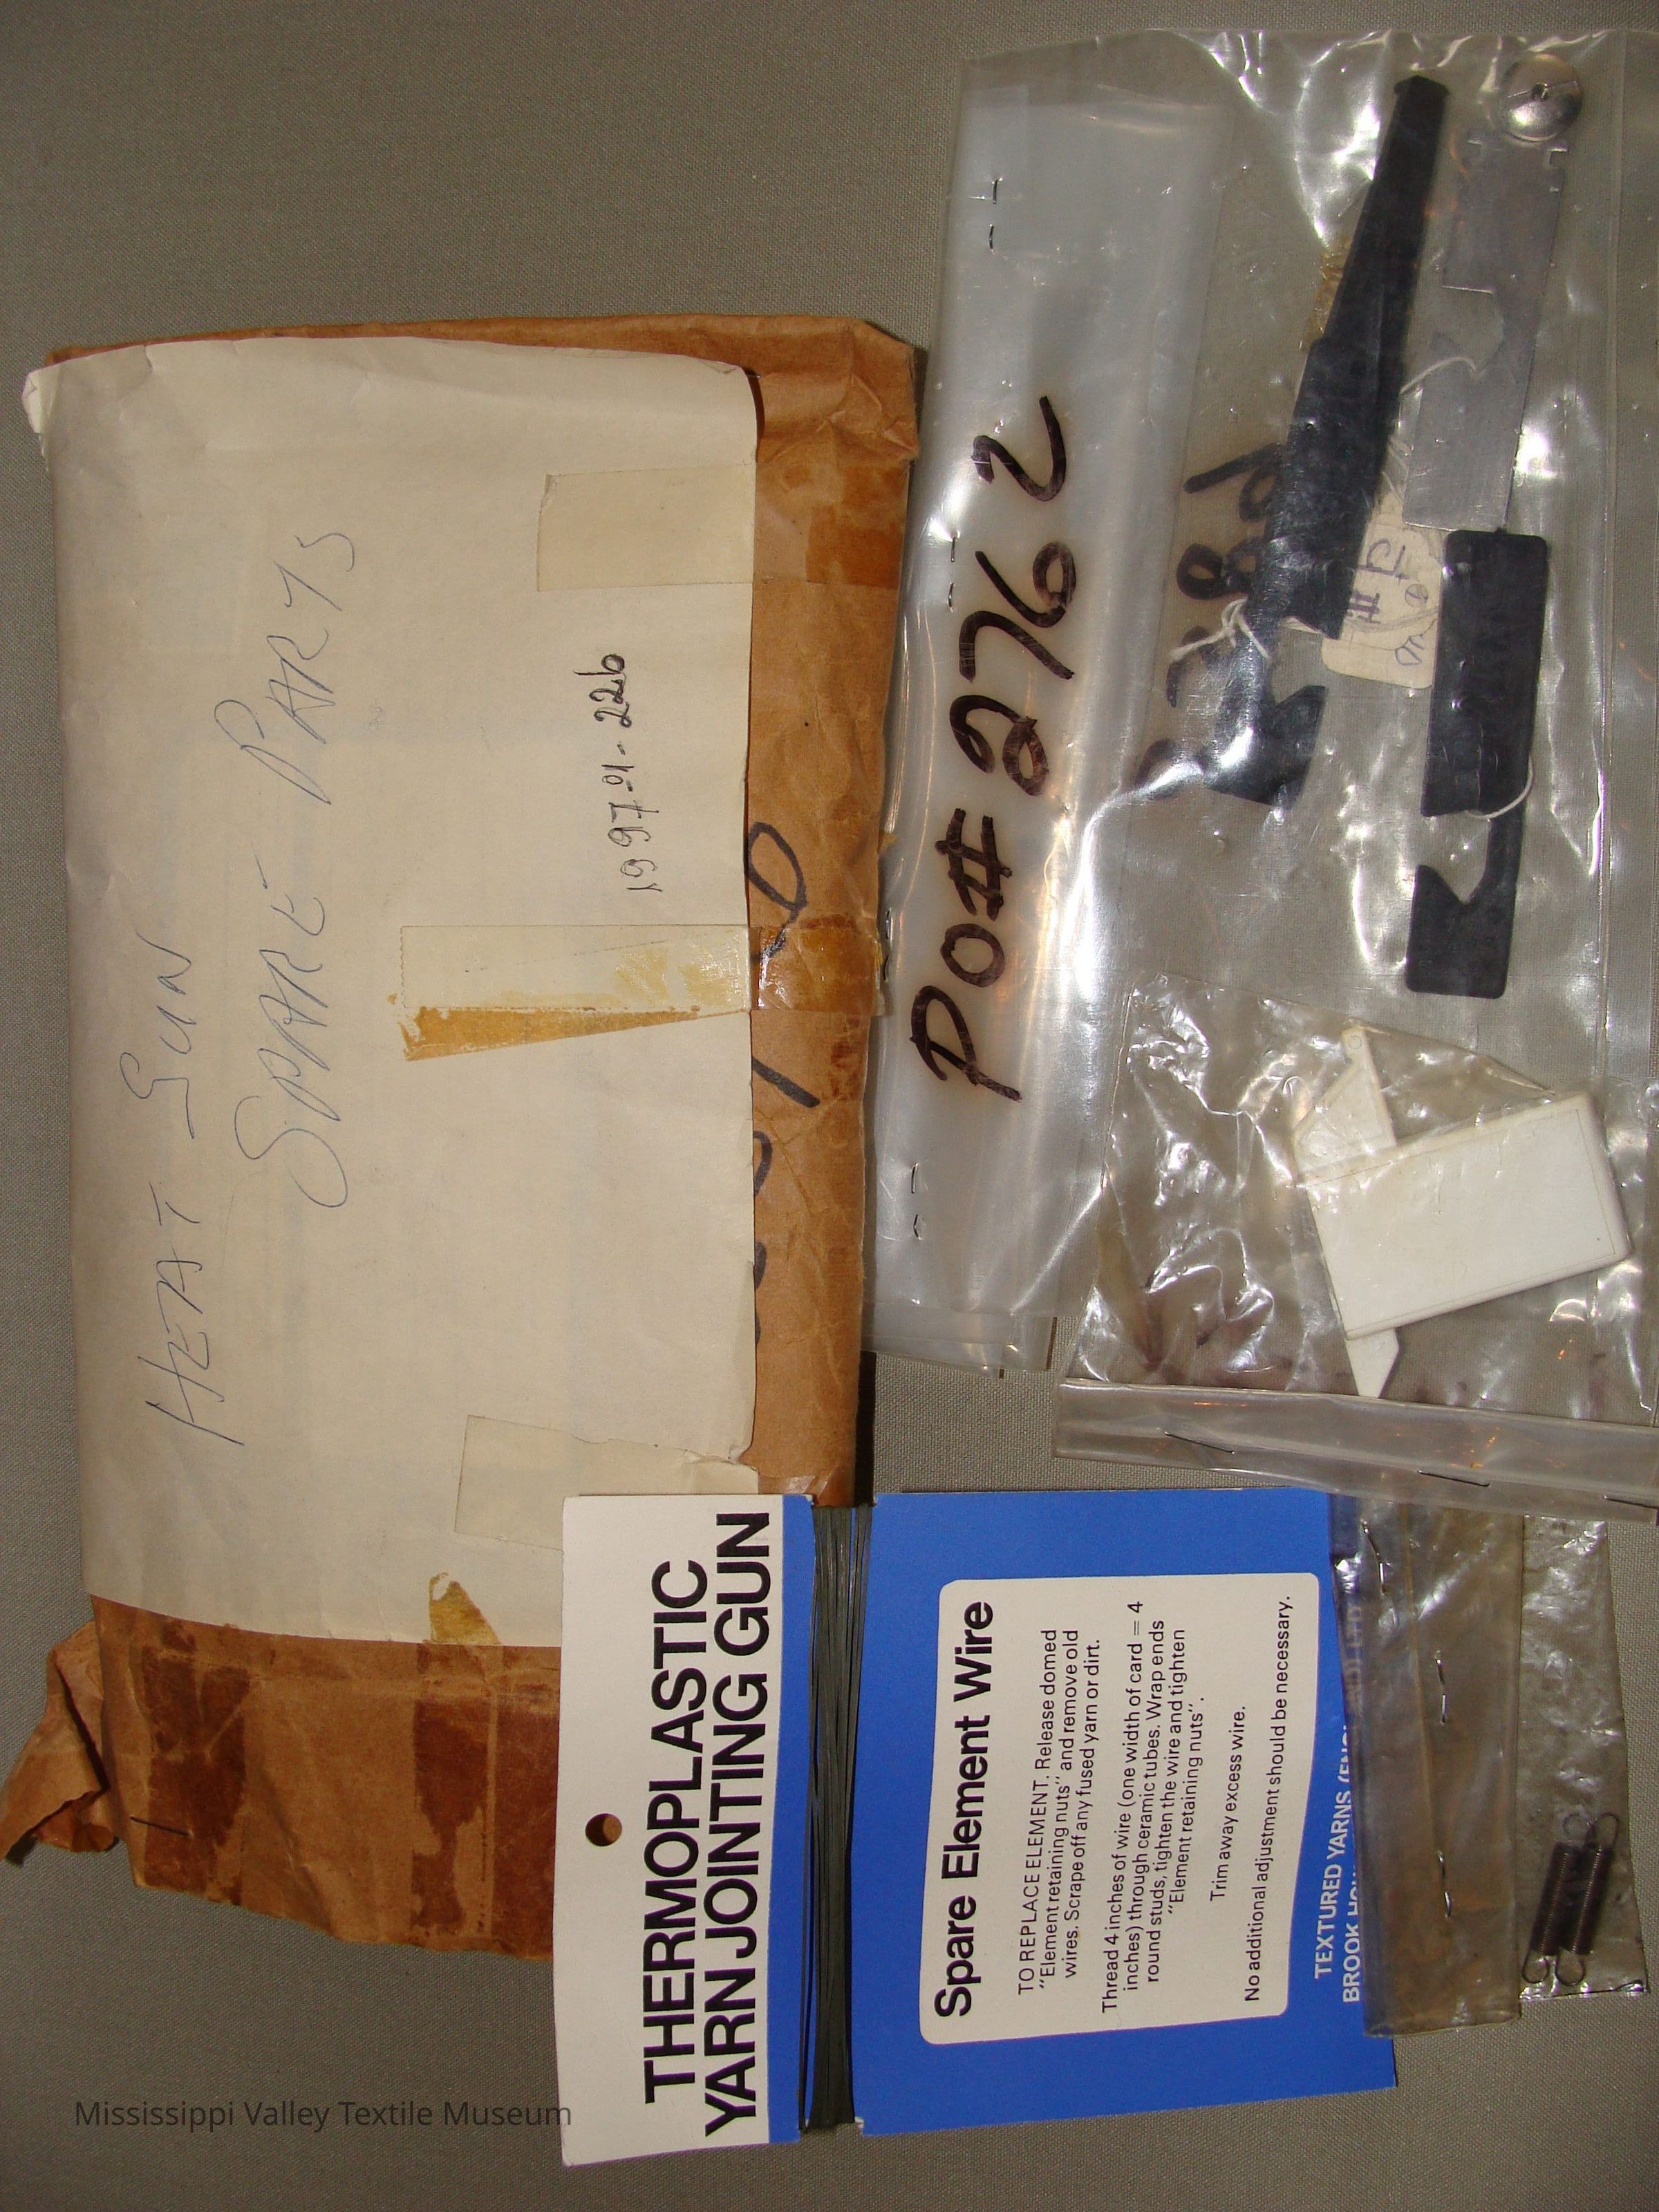 HEAT GUN
SPARE PARTS
1997-01-226
PO# 2762
THERMOPLASTIC
YARN JOINTING GUN
Spare Element Wire
TO REPLACE ELEMENT. Release domed
"Element retaining nuts" and remove old
wires. Scrape off any fused yarn or dirt.
Thread 4 inches of wire (one width of card = 4
inches) through ceramic tubes. Wrap ends
round studs, tighten the wire and tighten
"Element retaining nuts".
Trim away excess wire.
No additional adjustment should be necessary.
TEXTURED YARNS
BROOK
Mississippi Valley Textile Museum